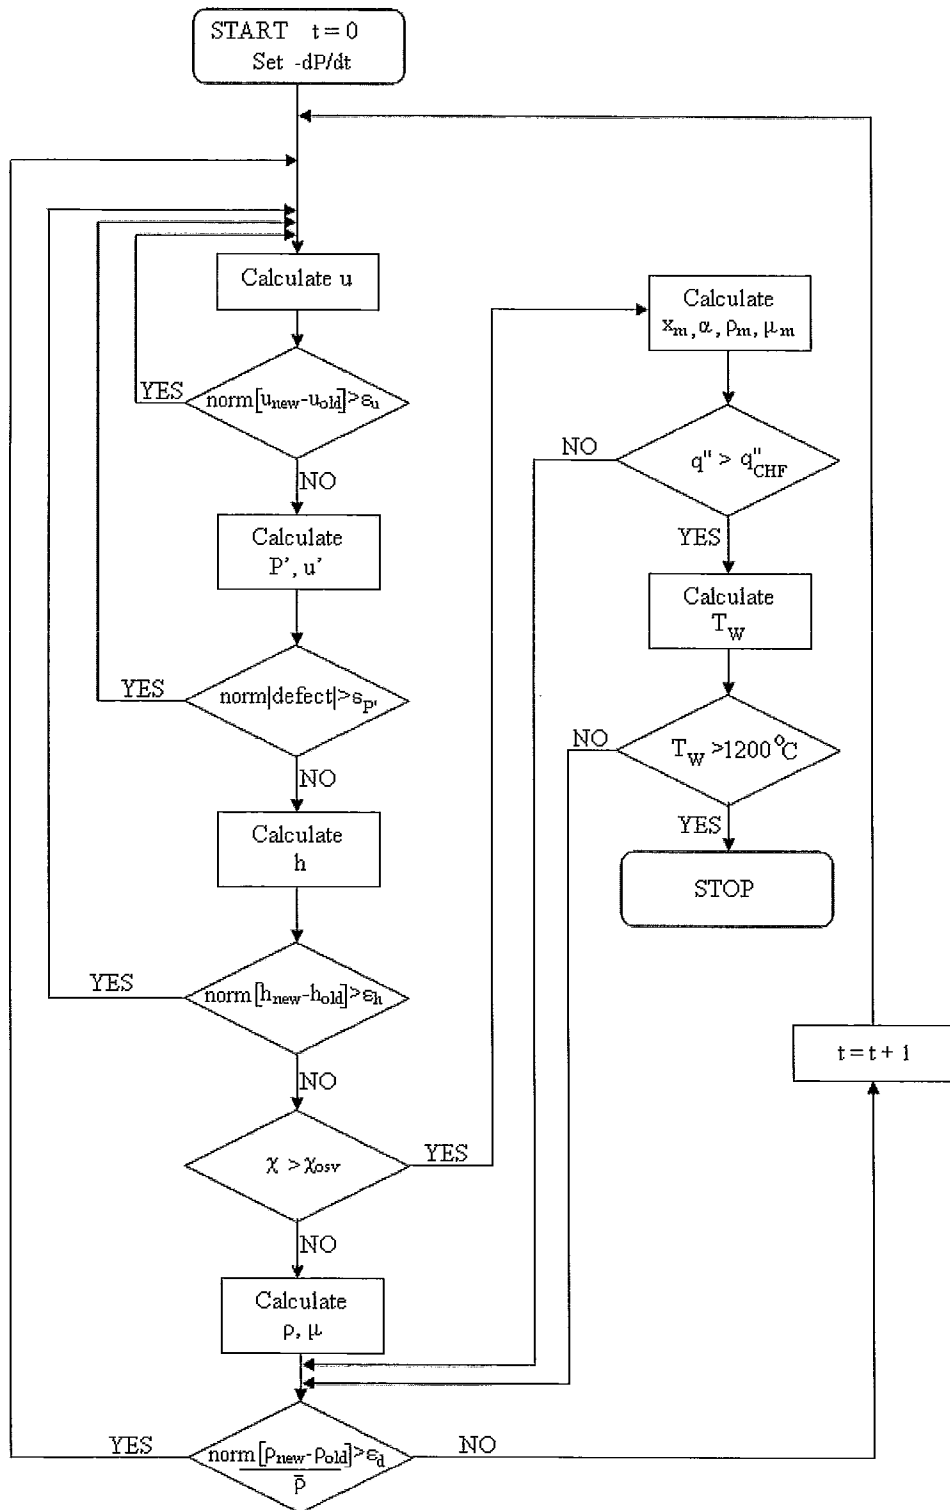 START t = 0
Set -dP/dt
Calculate u
YES
norm[u_new-u_old]>ε_u
NO
Calculate
P', u'
YES
norm|defect|>ε_P'
NO
Calculate
h
YES
norm[h_new-h_old]>ε_h
NO
χ > χ_osv
YES
NO
Calculate
ρ, μ
YES
norm[ρ_new-ρ_old]>ε_d
ρ̄
NO
Calculate
x_m, α, ρ_m, μ_m
NO
q" > q"_CHF
YES
Calculate
T_W
NO
T_W >1200 °C
YES
STOP
t = t + 1